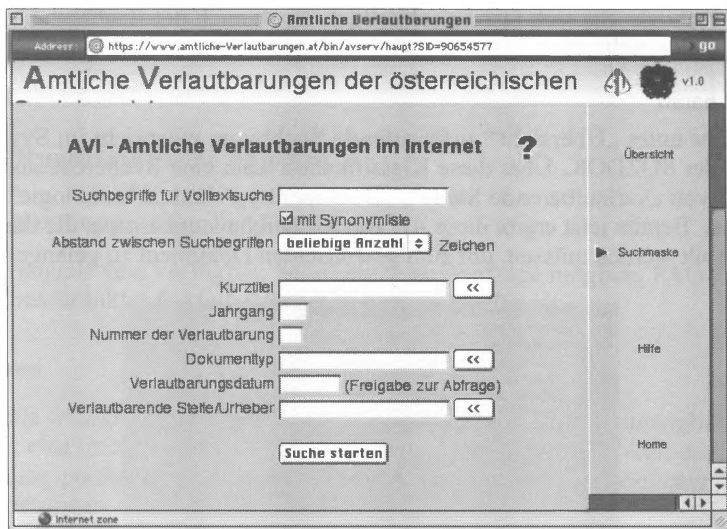 Amtliche Verlautbarungen
Address: https://www.amtliche-Verlautbarungen.at/bin/avserv/haupt?SID=90654577 go
Amtliche Verlautbarungen der österreichischen v1.0
AVI - Amtliche Verlautbarungen im Internet ?
Übersicht
Suchbegriffe für Volltextsuche
mit Synonymliste
Abstand zwischen Suchbegriffen beliebige Anzahl Zeichen
Suchmaske
Kurztitel <<
Jahrgang
Nummer der Verlautbarung
Hilfe
Dokumenttyp <<
Verlautbarungsdatum (Freigabe zur Abfrage)
Verlautbarende Stelle/Urheber <<
Home
Suche starten
Internet zone